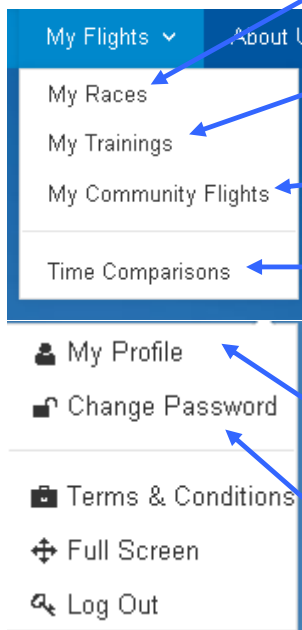 My Flights About U
My Races
My Trainings
My Community Flights
Time Comparisons
My Profile
Change Password
Terms & Conditions
Full Screen
Log Out